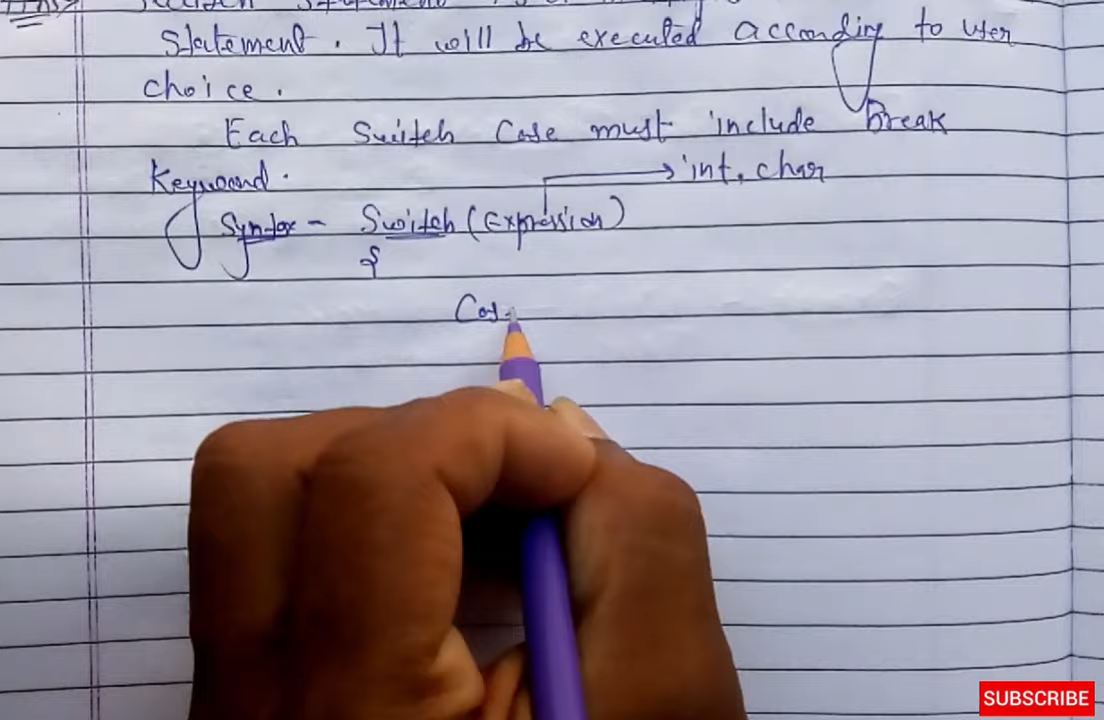 Statement. It will be executed according to user
choice.
Each Switch Case must include Break
Keyword.
int, char
Syntax - Switch (Expression)
{
Cas
SUBSCRIBE